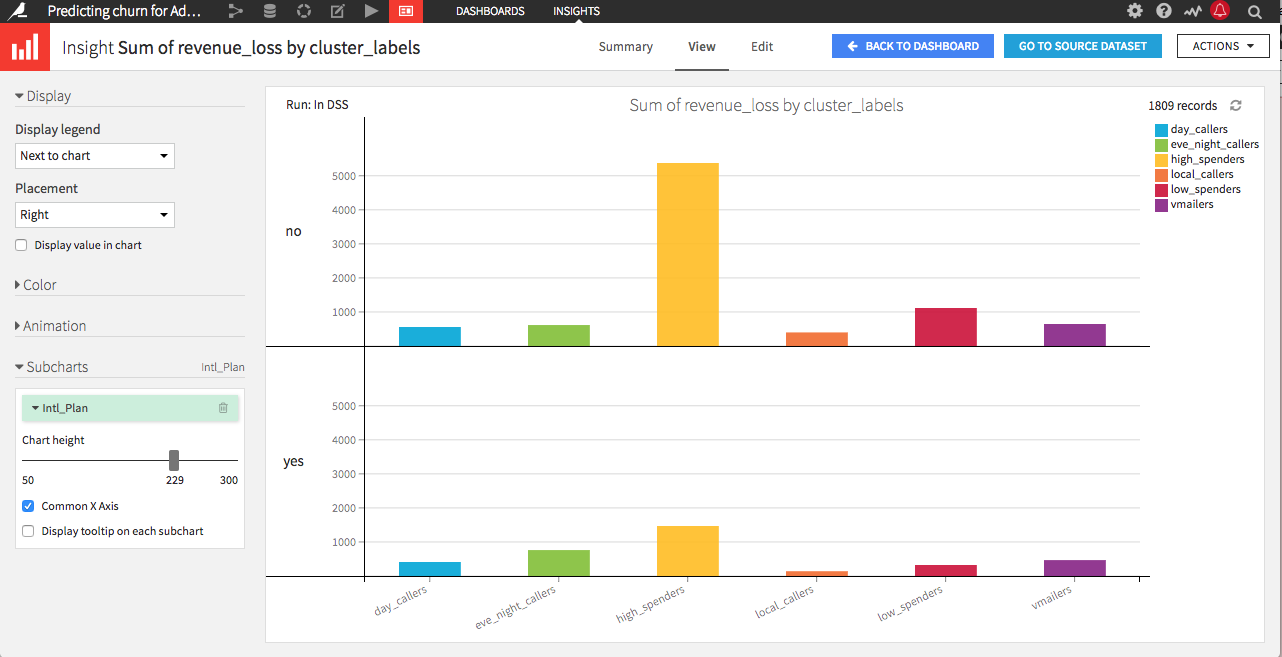 Predicting churn for Ad... DASHBOARDS INSIGHTS
Insight Sum of revenue_loss by cluster_labels Summary View Edit BACK TO DASHBOARD GO TO SOURCE DATASET ACTIONS
Display
Display legend
Next to chart
Placement
Right
Display value in chart
Color
Animation
Subcharts Intl_Plan
Intl_Plan
Chart height
50 229 300
Common X Axis
Display tooltip on each subchart
Run: In DSS Sum of revenue_loss by cluster_labels 1809 records
day_callers
eve_night_callers
high_spenders
local_callers
low_spenders
vmailers
no
5000
4000
3000
2000
1000
yes
5000
4000
3000
2000
1000
day_callers eve_night_callers high_spenders local_callers low_spenders vmailers